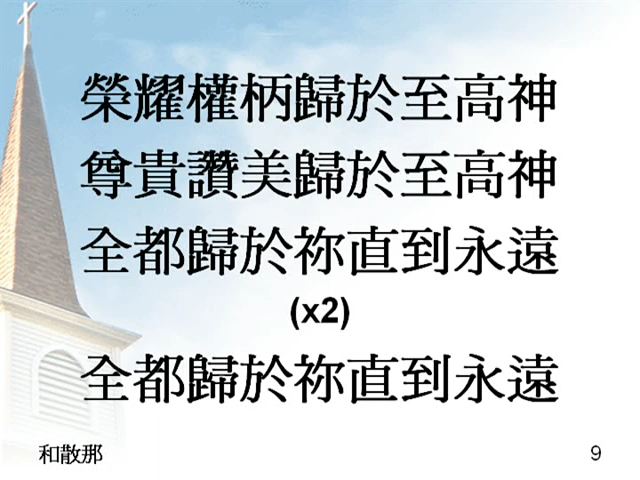 榮耀權柄歸於至高神
尊貴讚美歸於至高神
全都歸於祢直到永遠
(x2)
全都歸於祢直到永遠
和散那
9